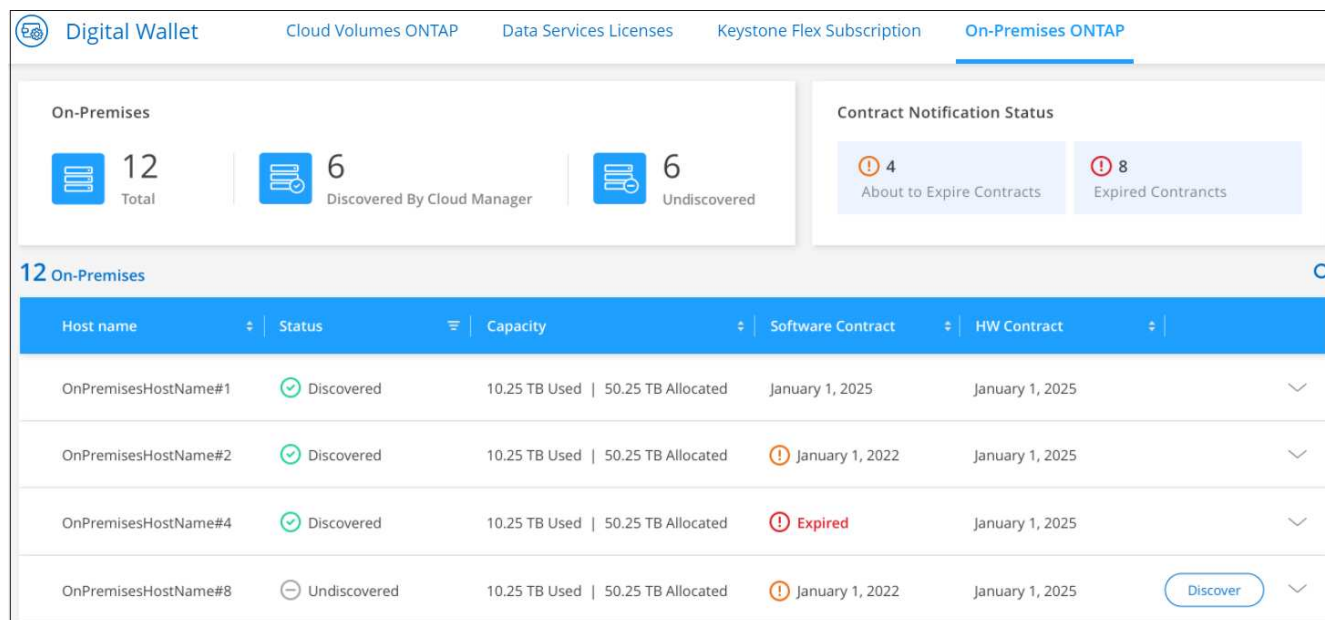 Digital Wallet Cloud Volumes ONTAP Data Services Licenses Keystone Flex Subscription On-Premises ONTAP
On-Premises
12
Total
6
Discovered By Cloud Manager
6
Undiscovered
Contract Notification Status
4
About to Expire Contracts
8
Expired Contrancts
12 On-Premises
Host name Status Capacity Software Contract HW Contract
OnPremisesHostName#1 Discovered 10.25 TB Used | 50.25 TB Allocated January 1, 2025 January 1, 2025
OnPremisesHostName#2 Discovered 10.25 TB Used | 50.25 TB Allocated January 1, 2022 January 1, 2025
OnPremisesHostName#4 Discovered 10.25 TB Used | 50.25 TB Allocated Expired January 1, 2025
OnPremisesHostName#8 Undiscovered 10.25 TB Used | 50.25 TB Allocated January 1, 2022 January 1, 2025 Discover